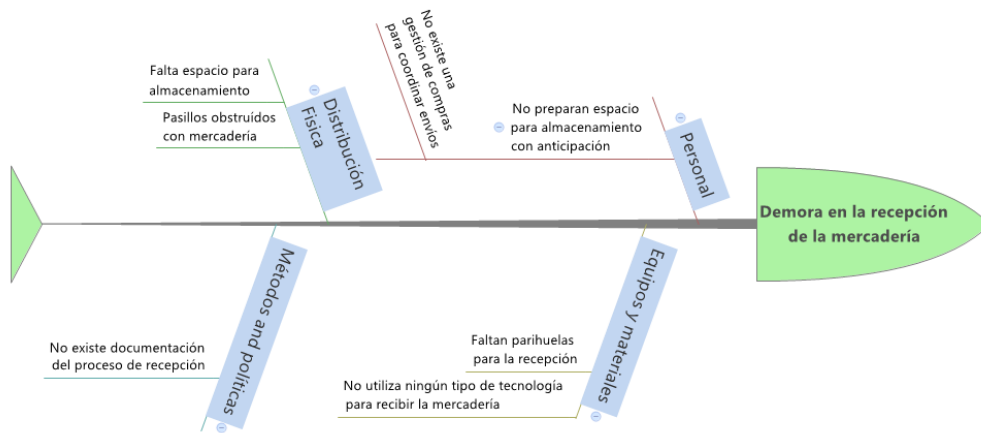 No existe una
gestión de compras
para coordinar envíos
Falta espacio para
almacenamiento
Pasillos obstruídos
con mercadería
Distribución
Fisica
No preparan espacio
para almacenamiento
con anticipación
Personal
Demora en la recepción
de la mercadería
Métodos and políticas
No existe documentación
del proceso de recepción
Equipos y materiales
Faltan parihuelas
para la recepción
No utiliza ningún tipo de tecnología
para recibir la mercadería